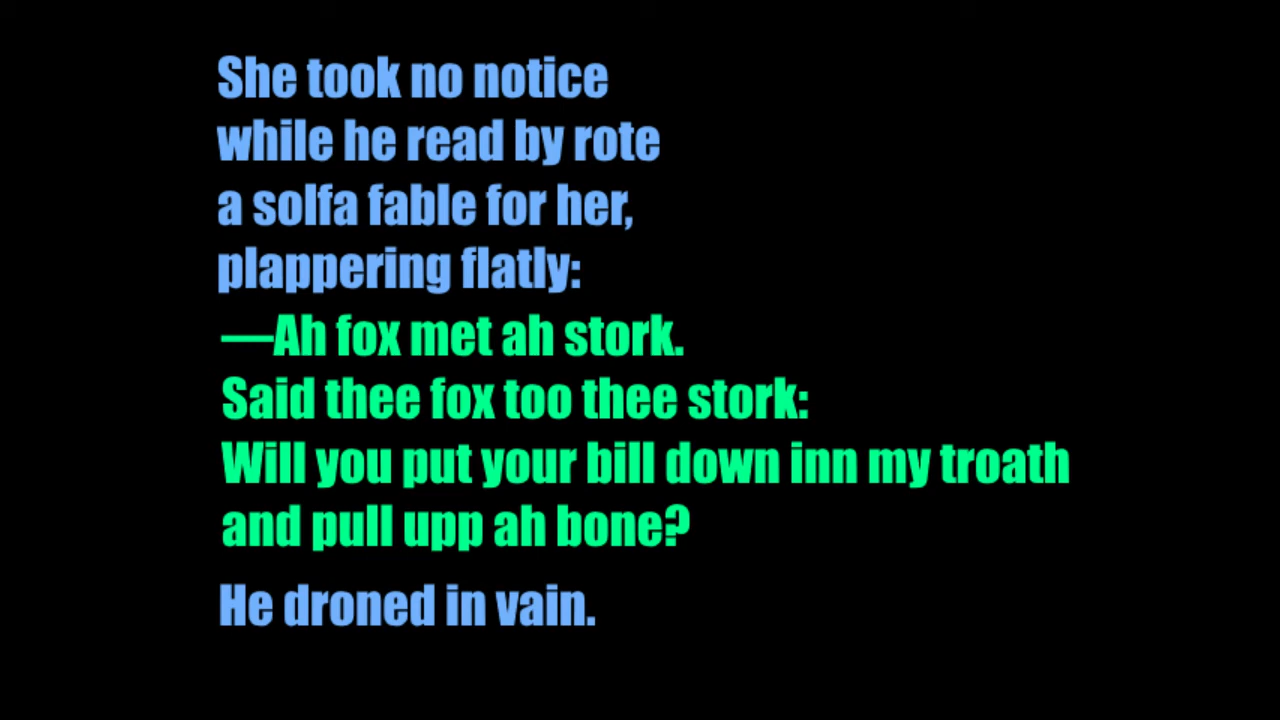 She took no notice
while he read by rote
a solfa fable for her,
plappering flatly:
—Ah fox met ah stork.
Said thee fox too thee stork:
Will you put your bill down inn my troath
and pull upp ah bone?
He droned in vain.